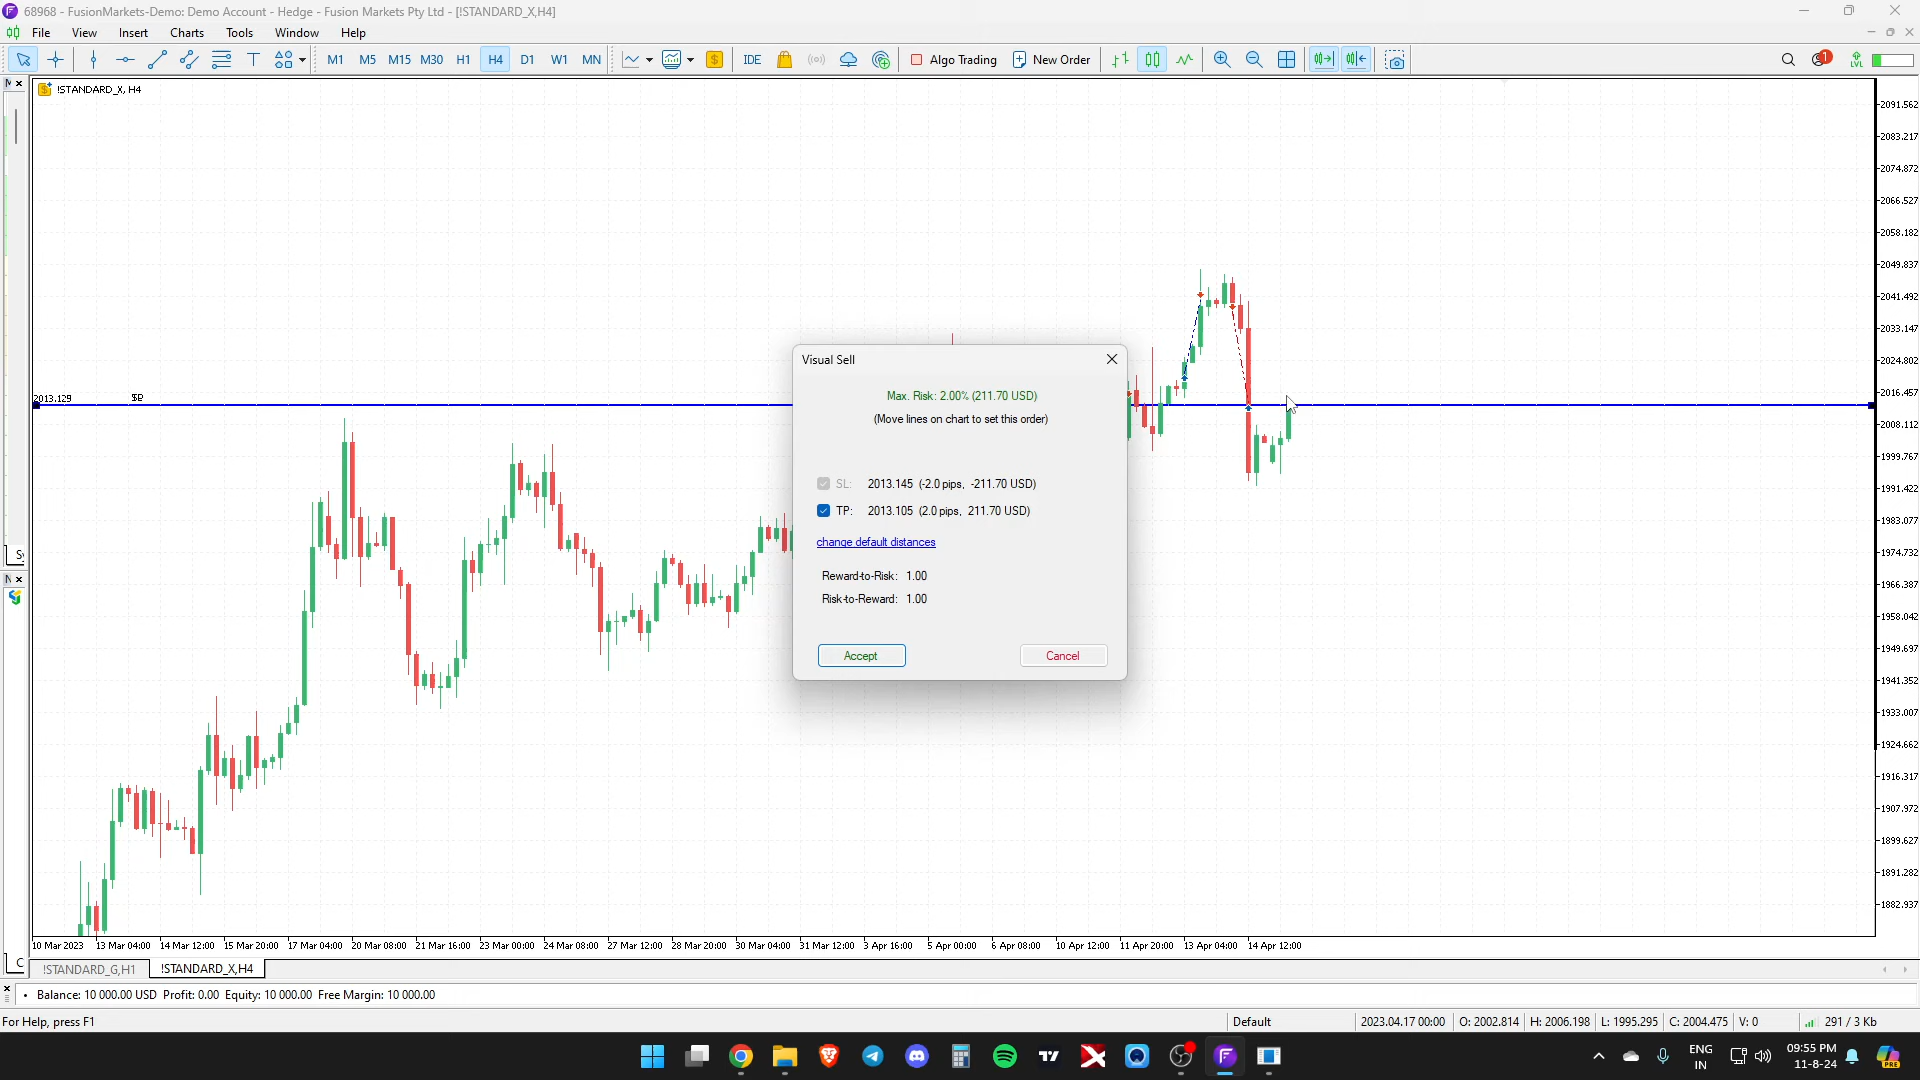 68968 - FusionMarkets-Demo: Demo Account - Hedge - Fusion Markets Pty Ltd - [!STANDARD_X,H4]
File View Insert Charts Tools Window Help
M1 M5 M15 M30 H1 H4 D1 W1 MN IDE Algo Trading New Order
!STANDARD_X, H4
2091.562
2083.217
2074.872
2066.527
2058.182
2049.837
2041.492
2033.147
2024.802
2016.457
2008.112
1999.767
1991.422
1983.077
1974.732
1966.387
1958.042
1949.697
1941.352
1933.007
1924.662
1916.317
1907.972
1899.627
1891.282
1882.937
Visual Sell
Max. Risk: 2.00% (211.70 USD)
(Move lines on chart to set this order)
SL: 2013.145 (-2.0 pips, -211.70 USD)
TP: 2013.105 (2.0 pips, 211.70 USD)
change default distances
Reward-to-Risk: 1.00
Risk-to-Reward: 1.00
Accept Cancel
10 Mar 2023 13 Mar 04:00 14 Mar 12:00 15 Mar 20:00 17 Mar 04:00 20 Mar 08:00 21 Mar 16:00 23 Mar 00:00 24 Mar 08:00 27 Mar 12:00 28 Mar 20:00 30 Mar 04:00 31 Mar 12:00 3 Apr 16:00 5 Apr 00:00 6 Apr 08:00 10 Apr 12:00 11 Apr 20:00 13 Apr 04:00 14 Apr 12:00
!STANDARD_G,H1 !STANDARD_X,H4
Balance: 10 000.00 USD Profit: 0.00 Equity: 10 000.00 Free Margin: 10 000.00
For Help, press F1 Default 2023.04.17 00:00 O: 2002.814 H: 2006.198 L: 1995.295 C: 2004.475 V: 0 291 / 3 Kb
ENG
IN
09:55 PM
11-8-24